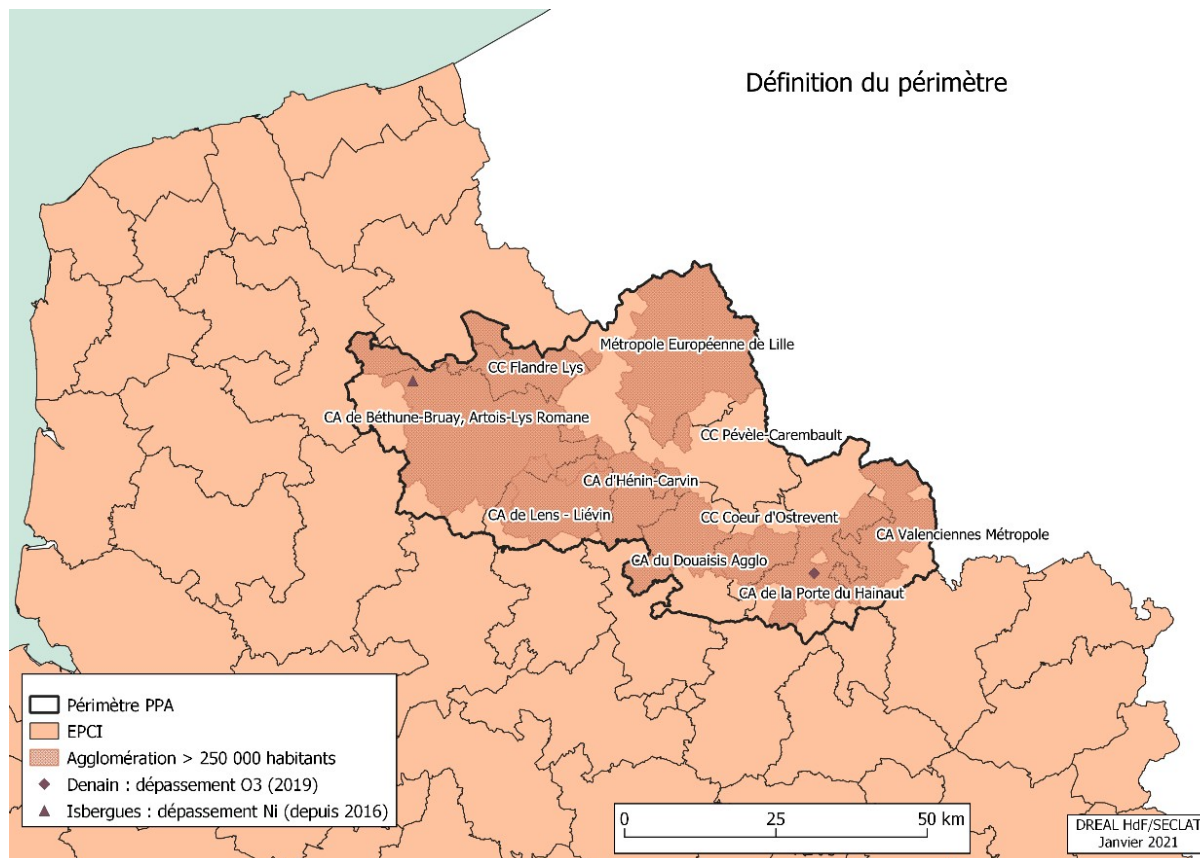 Définition du périmètre
Métropole Européenne de Lille
CC Flandre Lys
CA de Béthune-Bruay, Artois-Lys Romane
CC Pévèle-Carembault
CA d'Hénin-Carvin
CA de Lens - Liévin
CC Coeur d'Ostrevent
CA Valenciennes Métropole
CA du Douaisis Agglo
CA de la Porte du Hainaut
Périmètre PPA
EPCI
Agglomération > 250 000 habitants
Denain : dépassement O3 (2019)
Isbergues : dépassement Ni (depuis 2016)
0 25 50 km
DREAL HdF/SECLAT
Janvier 2021